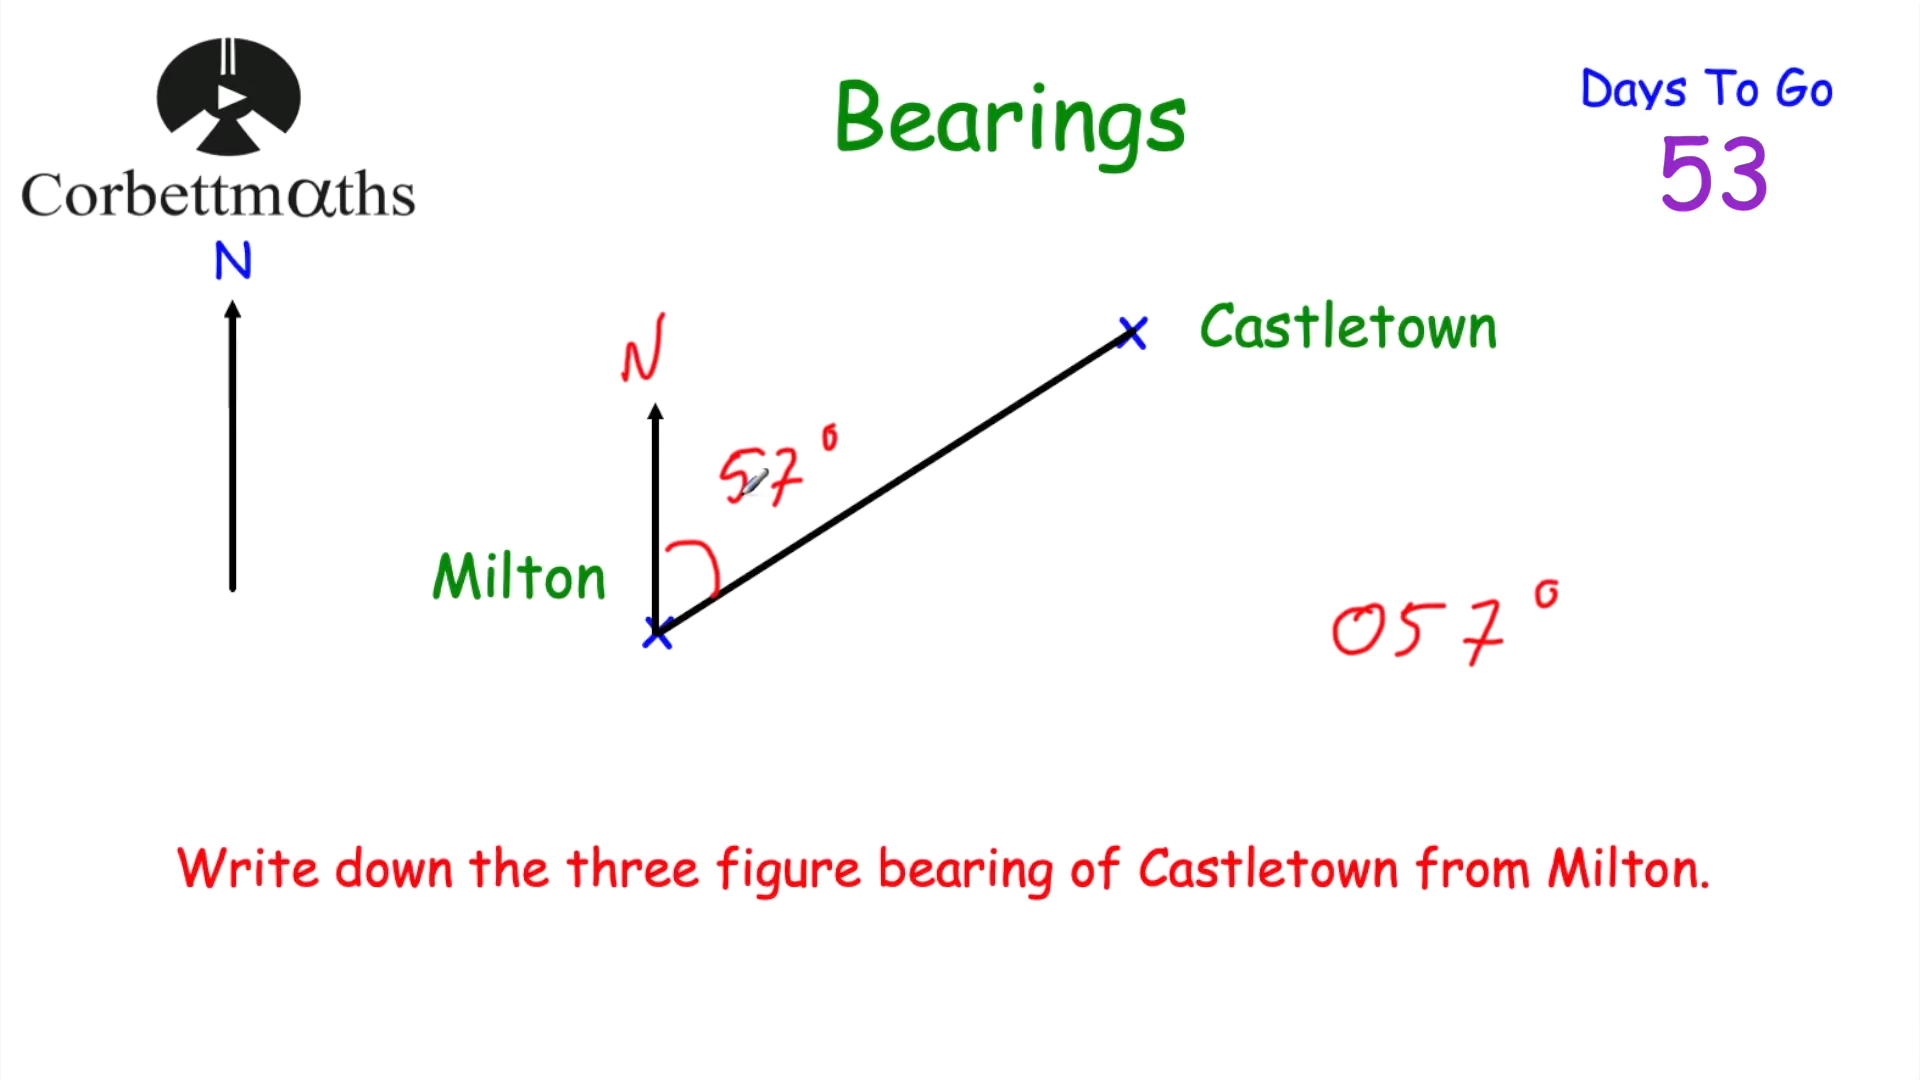 Corbettmαths
Bearings
Days To Go
53
N
N
Castletown
57°
Milton
057°
Write down the three figure bearing of Castletown from Milton.